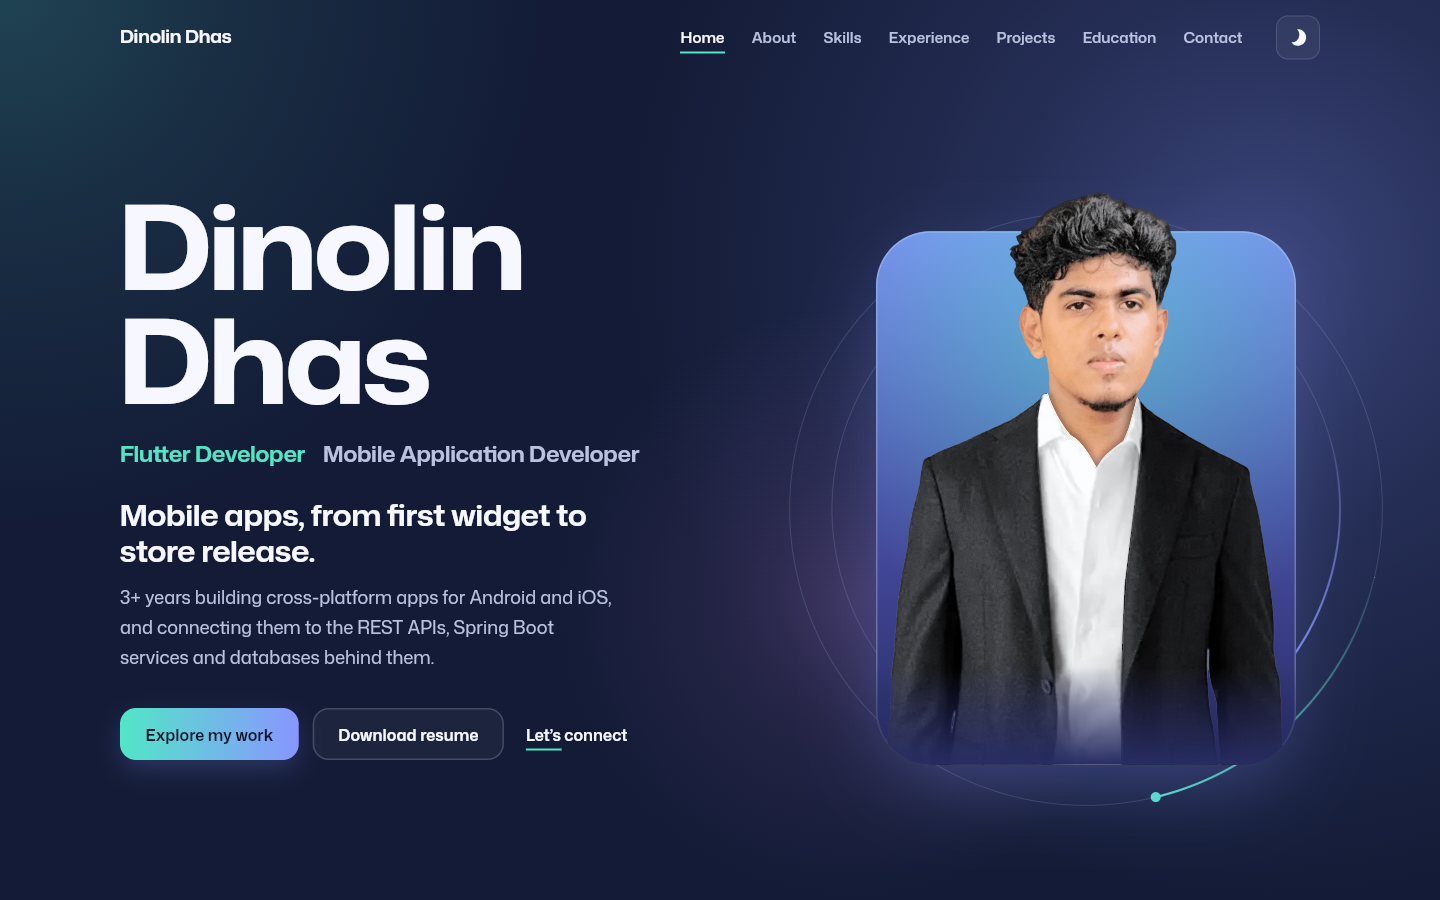 Dinolin Dhas
Home About Skills Experience Projects Education Contact
Dinolin
Dhas
Flutter Developer Mobile Application Developer
Mobile apps, from first widget to
store release.
3+ years building cross-platform apps for Android and iOS,
and connecting them to the REST APIs, Spring Boot
services and databases behind them.
Explore my work Download resume Let’s connect